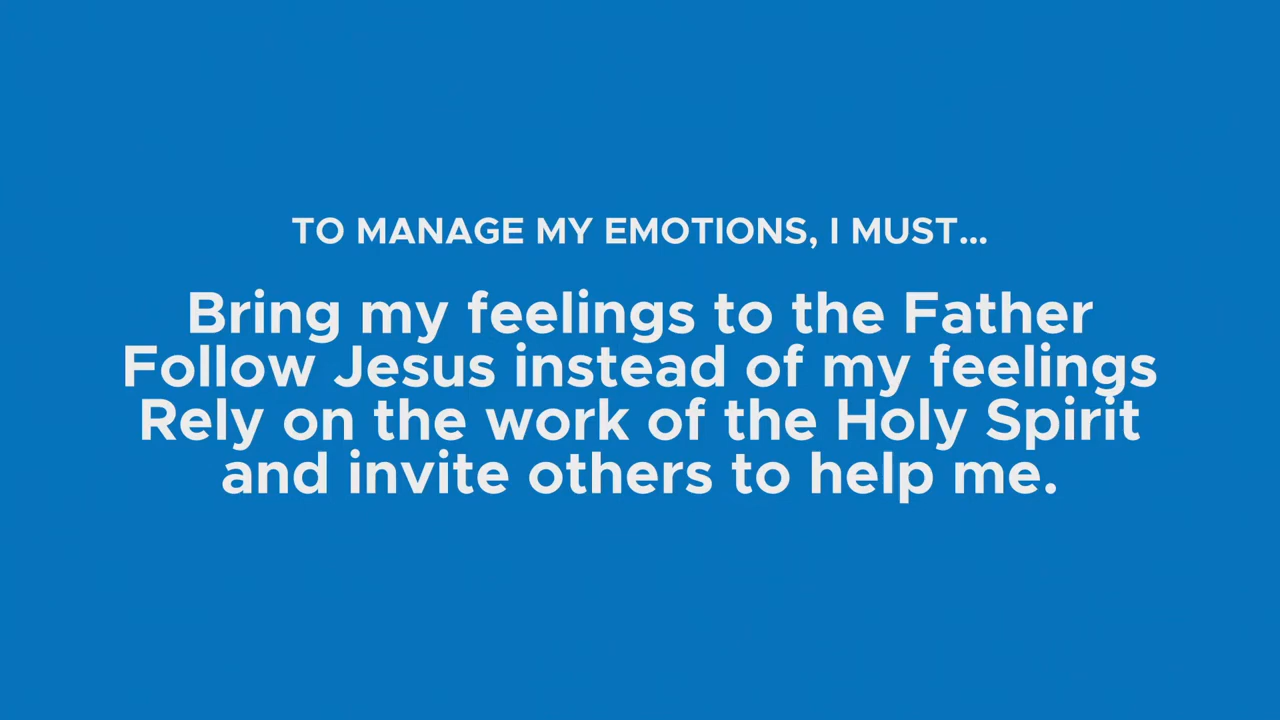 TO MANAGE MY EMOTIONS, I MUST...
Bring my feelings to the Father
Follow Jesus instead of my feelings
Rely on the work of the Holy Spirit
and invite others to help me.